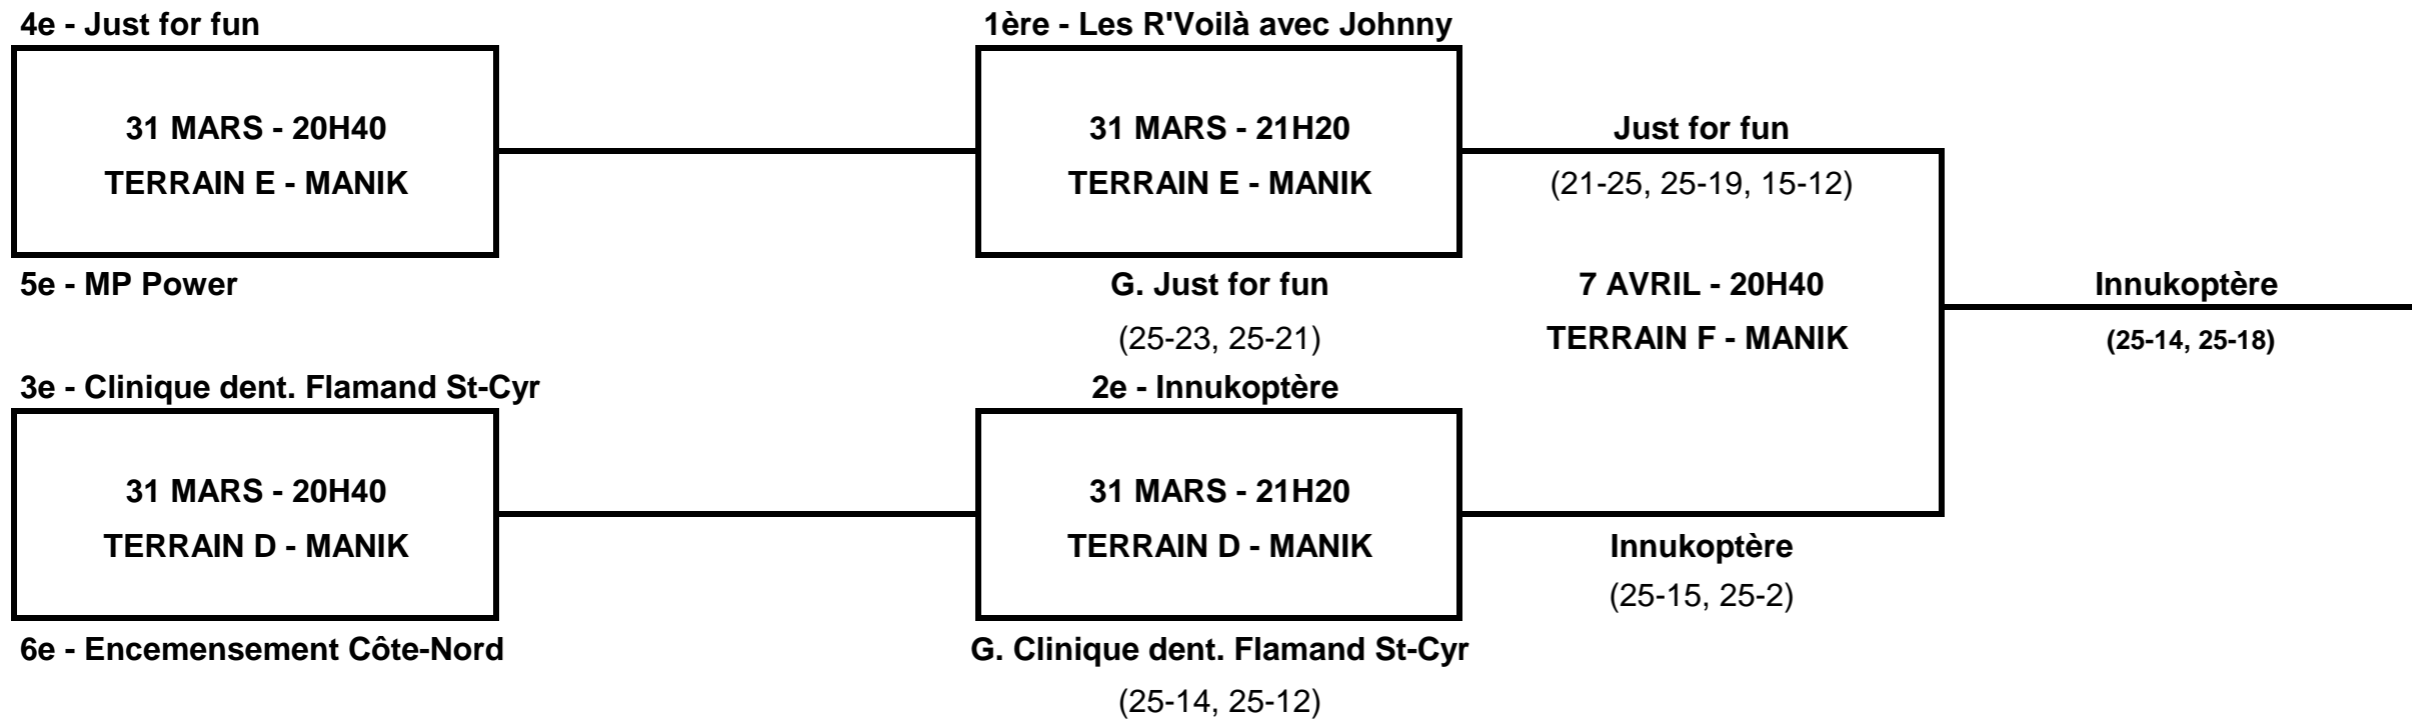 4e - Just for fun
31 MARS - 20H40
TERRAIN E - MANIK
5e - MP Power
3e - Clinique dent. Flamand St-Cyr
31 MARS - 20H40
TERRAIN D - MANIK
6e - Encemensement Côte-Nord
1ère - Les R'Voilà avec Johnny
31 MARS - 21H20
TERRAIN E - MANIK
G. Just for fun
(25-23, 25-21)
2e - Innukoptère
31 MARS - 21H20
TERRAIN D - MANIK
G. Clinique dent. Flamand St-Cyr
(25-14, 25-12)
Just for fun
(21-25, 25-19, 15-12)
7 AVRIL - 20H40
TERRAIN F - MANIK
Innukoptère
(25-15, 25-2)
Innukoptère
(25-14, 25-18)